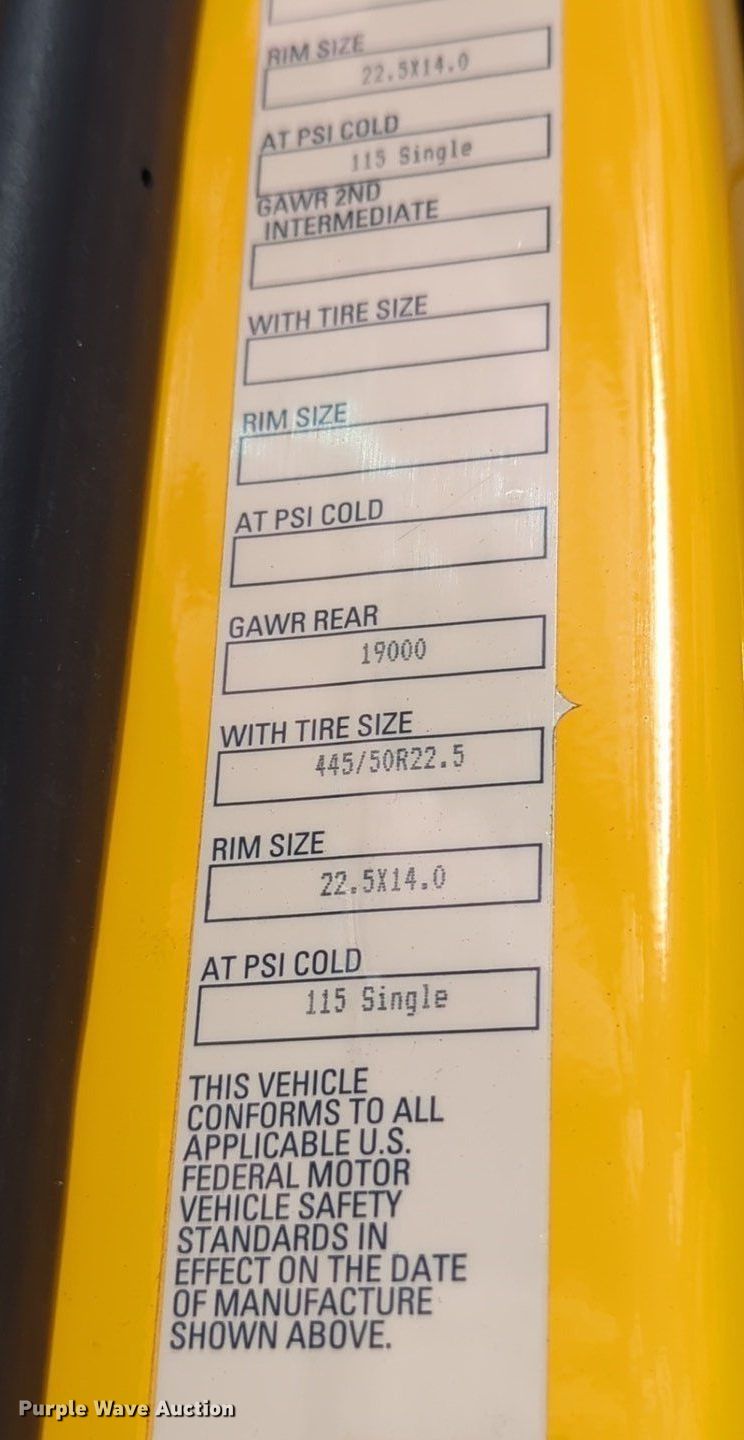 RIM SIZE
22.5X14.0
AT PSI COLD
115 Single
GAWR 2ND
INTERMEDIATE
WITH TIRE SIZE
RIM SIZE
AT PSI COLD
GAWR REAR
19000
WITH TIRE SIZE
445/50R22.5
RIM SIZE
22.5X14.0
AT PSI COLD
115 Single
THIS VEHICLE
CONFORMS TO ALL
APPLICABLE U.S.
FEDERAL MOTOR
VEHICLE SAFETY
STANDARDS IN
EFFECT ON THE DATE
OF MANUFACTURE
SHOWN ABOVE.
Purple Wave Auction